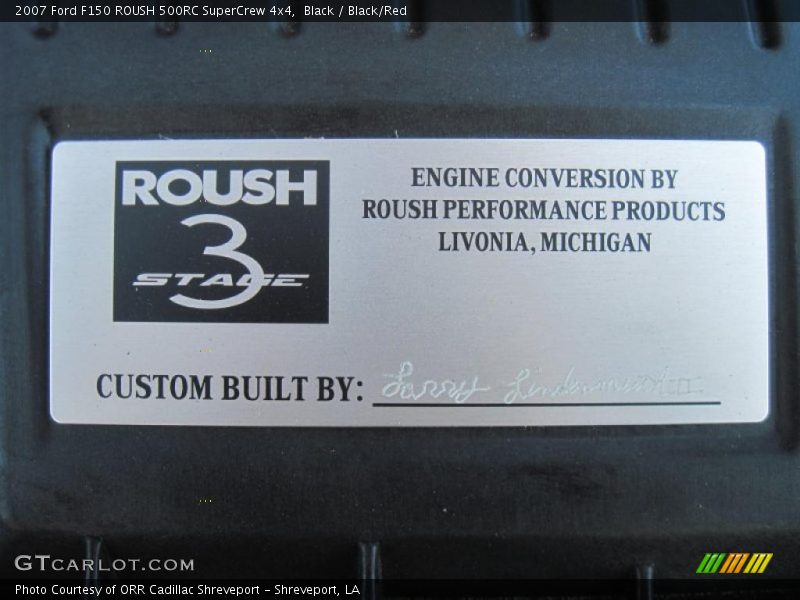 2007 Ford F150 ROUSH 500RC SuperCrew 4x4, Black / Black/Red
ROUSH
STAGE 3
ENGINE CONVERSION BY
ROUSH PERFORMANCE PRODUCTS
LIVONIA, MICHIGAN
CUSTOM BUILT BY: Larry
GTCARLOT.COM
Photo Courtesy of ORR Cadillac Shreveport - Shreveport, LA